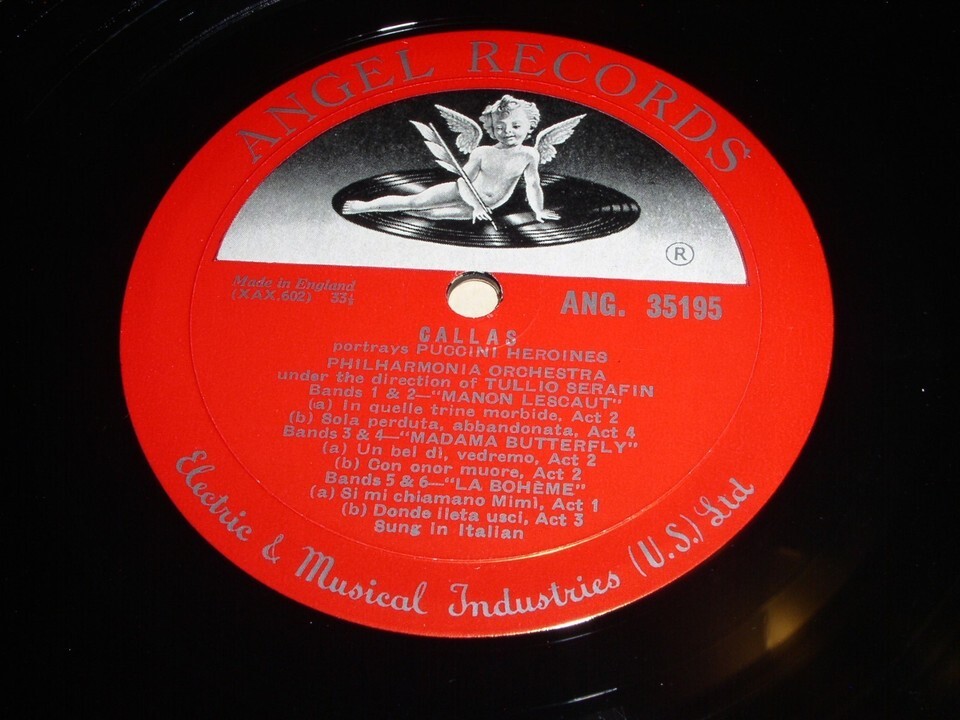 ANGEL RECORDS
®
Made in England
(XAX.602) 33⅓
ANG. 35195
CALLAS
portrays PUCCINI HEROINES
PHILHARMONIA ORCHESTRA
under the direction of TULLIO SERAFIN
Bands 1 & 2—"MANON LESCAUT"
(a) In quelle trine morbide, Act 2
(b) Sola perduta, abbandonata, Act 4
Bands 3 & 4—"MADAMA BUTTERFLY"
(a) Un bel dì, vedremo, Act 2
(b) Con onor muore, Act 2
Bands 5 & 6—"LA BOHÈME"
(a) Si mi chiamano Mimì, Act 1
(b) Donde lieta uscì, Act 3
Sung in Italian
Electric & Musical Industries (U.S.) Ltd